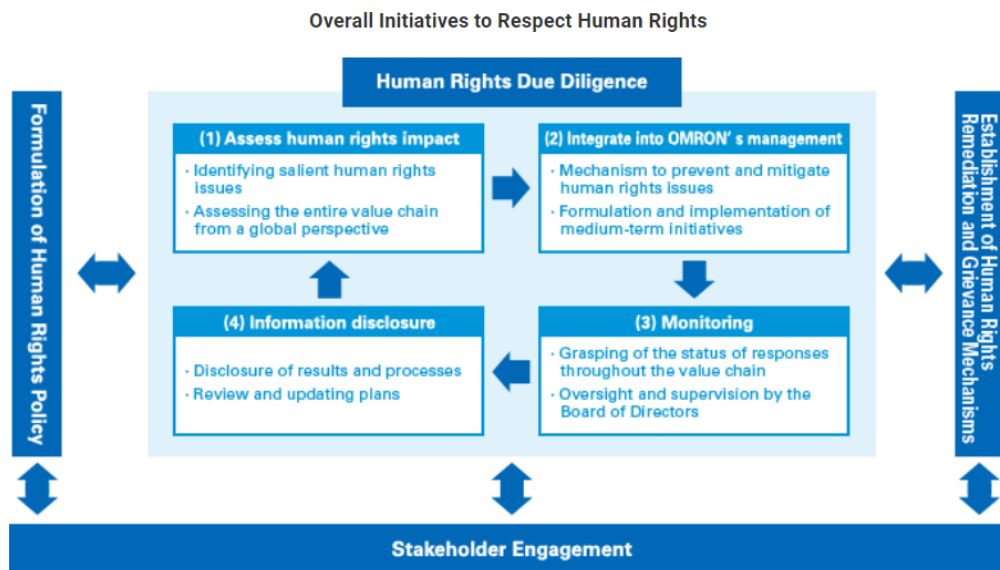 Overall Initiatives to Respect Human Rights
Human Rights Due Diligence
Formulation of Human Rights Policy
(1) Assess human rights impact
· Identifying salient human rights
issues
· Assessing the entire value chain
from a global perspective
(2) Integrate into OMRON' s management
· Mechanism to prevent and mitigate
human rights issues
· Formulation and implementation of
medium-term initiatives
(3) Monitoring
· Grasping of the status of responses
throughout the value chain
· Oversight and supervision by the
Board of Directors
(4) Information disclosure
· Disclosure of results and processes
· Review and updating plans
Establishment of Human Rights
Remediation and Grievance Mechanisms
Stakeholder Engagement